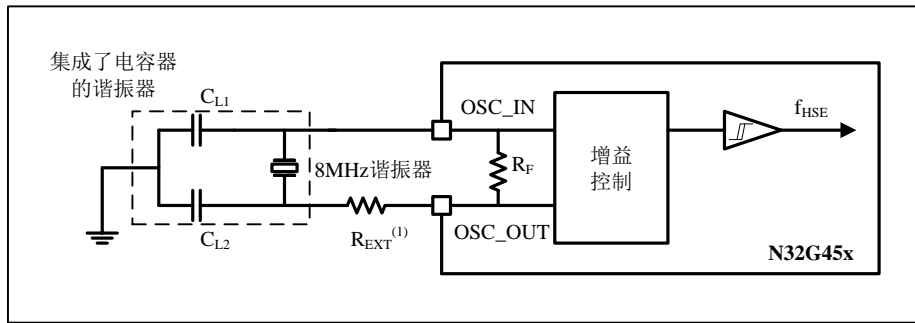 集成了电容器
的谐振器
C_L1
OSC_IN
f_HSE
8MHz谐振器
R_F
增益
控制
C_L2
R_EXT^(1)
OSC_OUT
N32G45x